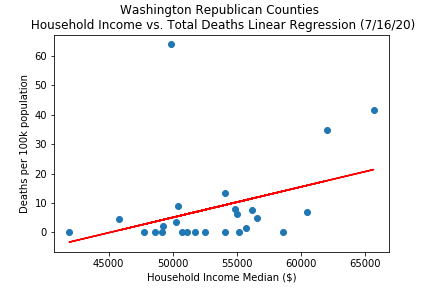 Washington Republican Counties
Household Income vs. Total Deaths Linear Regression (7/16/20)
60
50
40
30
20
10
0
Deaths per 100k population
45000 50000 55000 60000 65000
Household Income Median ($)